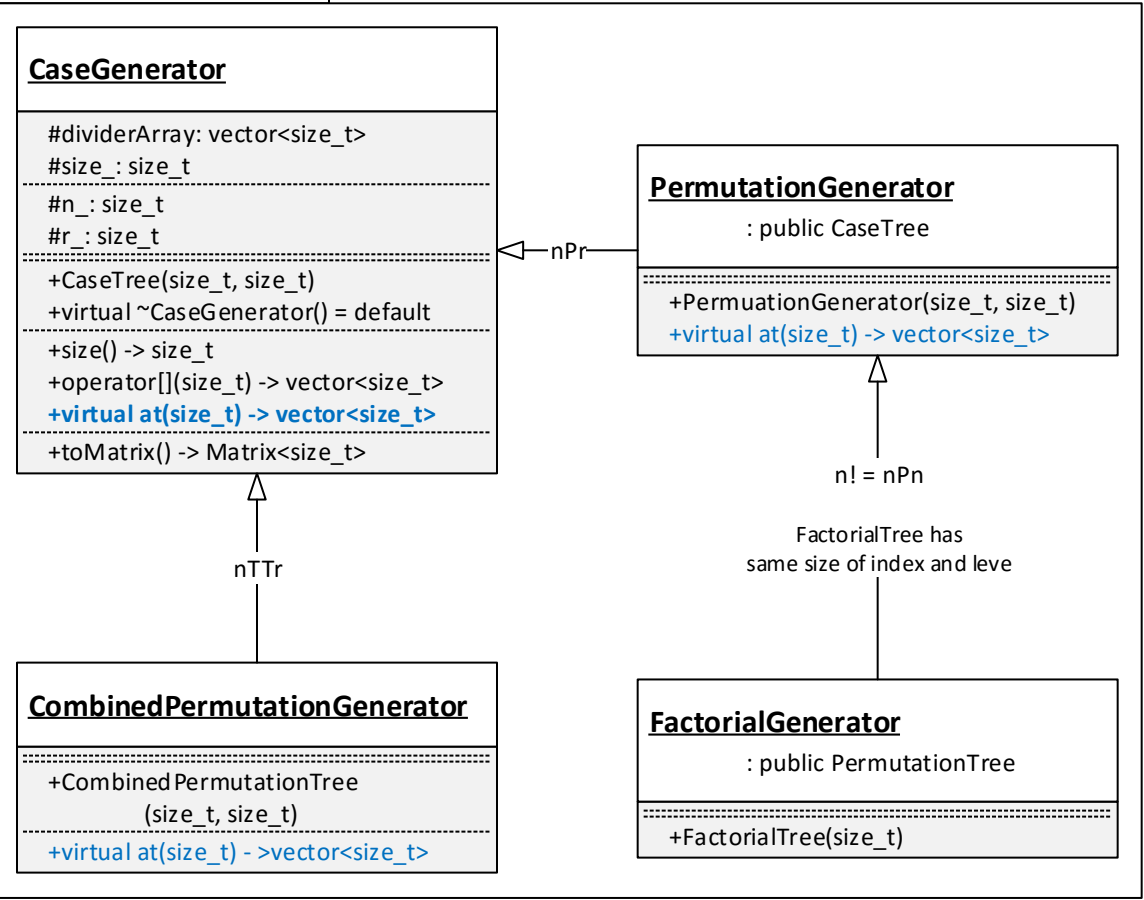 CaseGenerator
#dividerArray: vector<size_t>
#size_: size_t
#n_: size_t
#r_: size_t
+CaseTree(size_t, size_t)
+virtual ~CaseGenerator() = default
+size() -> size_t
+operator[](size_t) -> vector<size_t>
+virtual at(size_t) -> vector<size_t>
+toMatrix() -> Matrix<size_t>
nPr
PermutationGenerator
: public CaseTree
+PermuationGenerator(size_t, size_t)
+virtual at(size_t) -> vector<size_t>
n! = nPn
FactorialTree has
same size of index and leve
nTTr
CombinedPermutationGenerator
+CombinedPermutationTree
(size_t, size_t)
+virtual at(size_t) - >vector<size_t>
FactorialGenerator
: public PermutationTree
+FactorialTree(size_t)